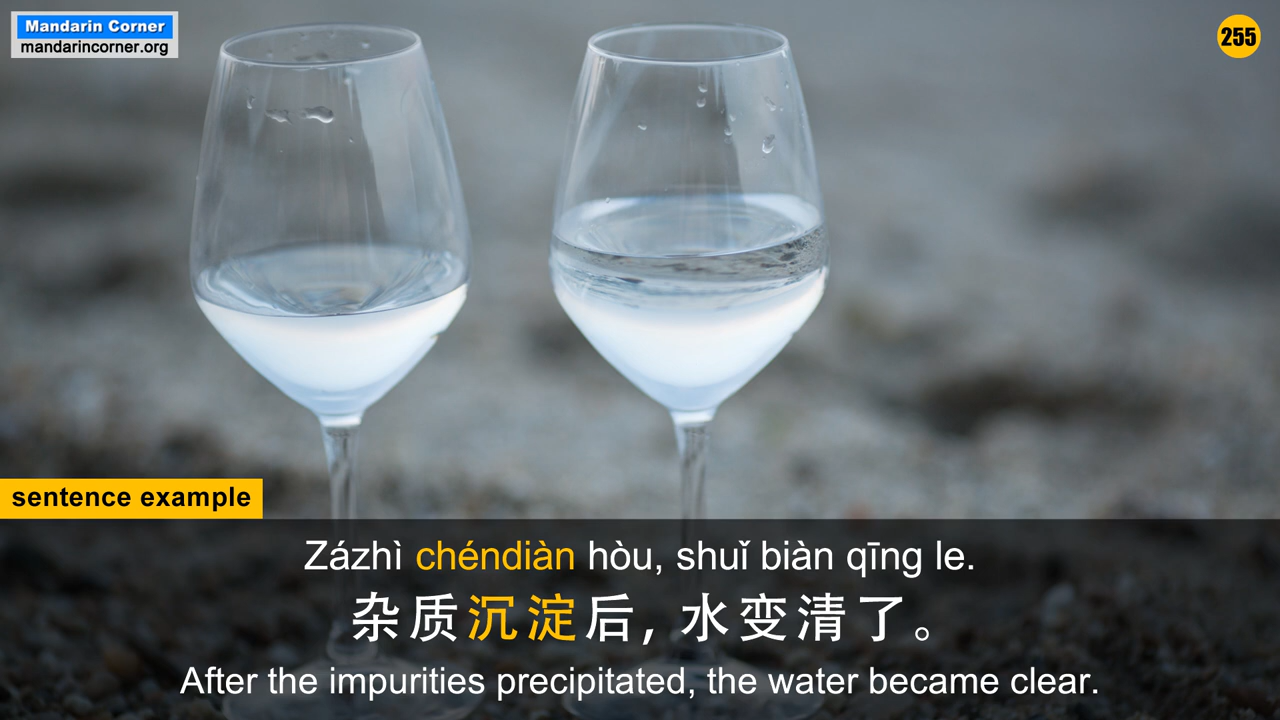 Mandarin Corner
mandarincorner.org
255
sentence example
Zázhì chéndiàn hòu, shuǐ biàn qīng le.
杂质沉淀后, 水变清了。
After the impurities precipitated, the water became clear.